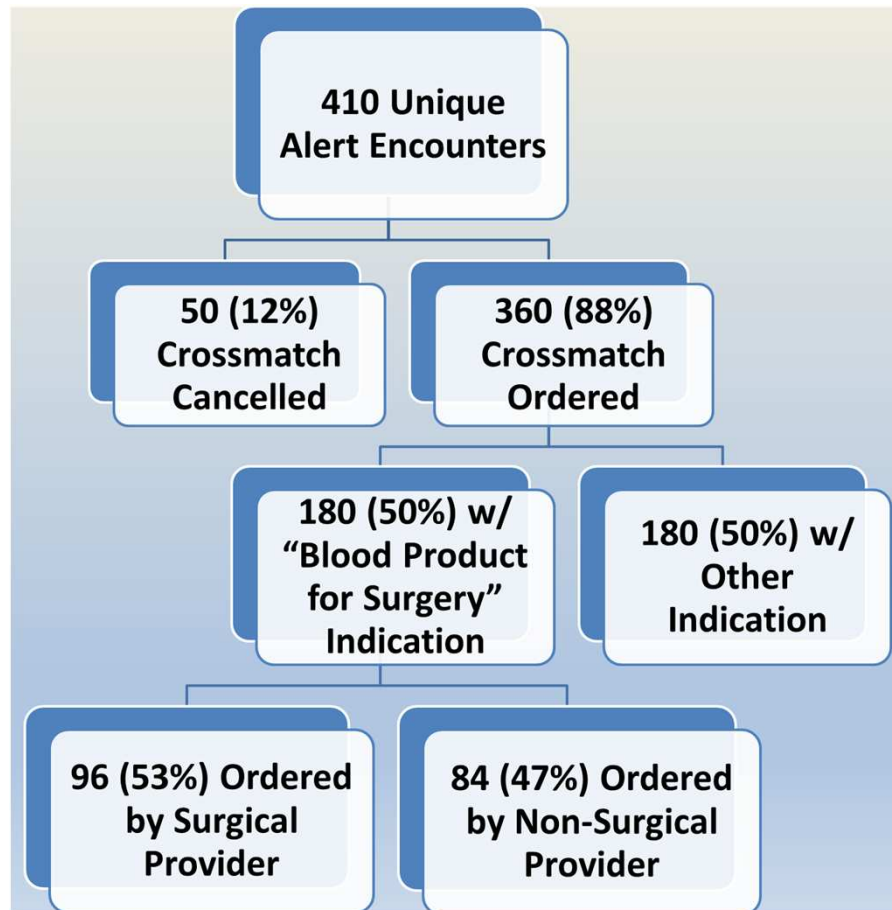 410 Unique
Alert Encounters
50 (12%)
Crossmatch
Cancelled
360 (88%)
Crossmatch
Ordered
180 (50%) w/
“Blood Product
for Surgery”
Indication
180 (50%) w/
Other
Indication
96 (53%) Ordered
by Surgical
Provider
84 (47%) Ordered
by Non-Surgical
Provider